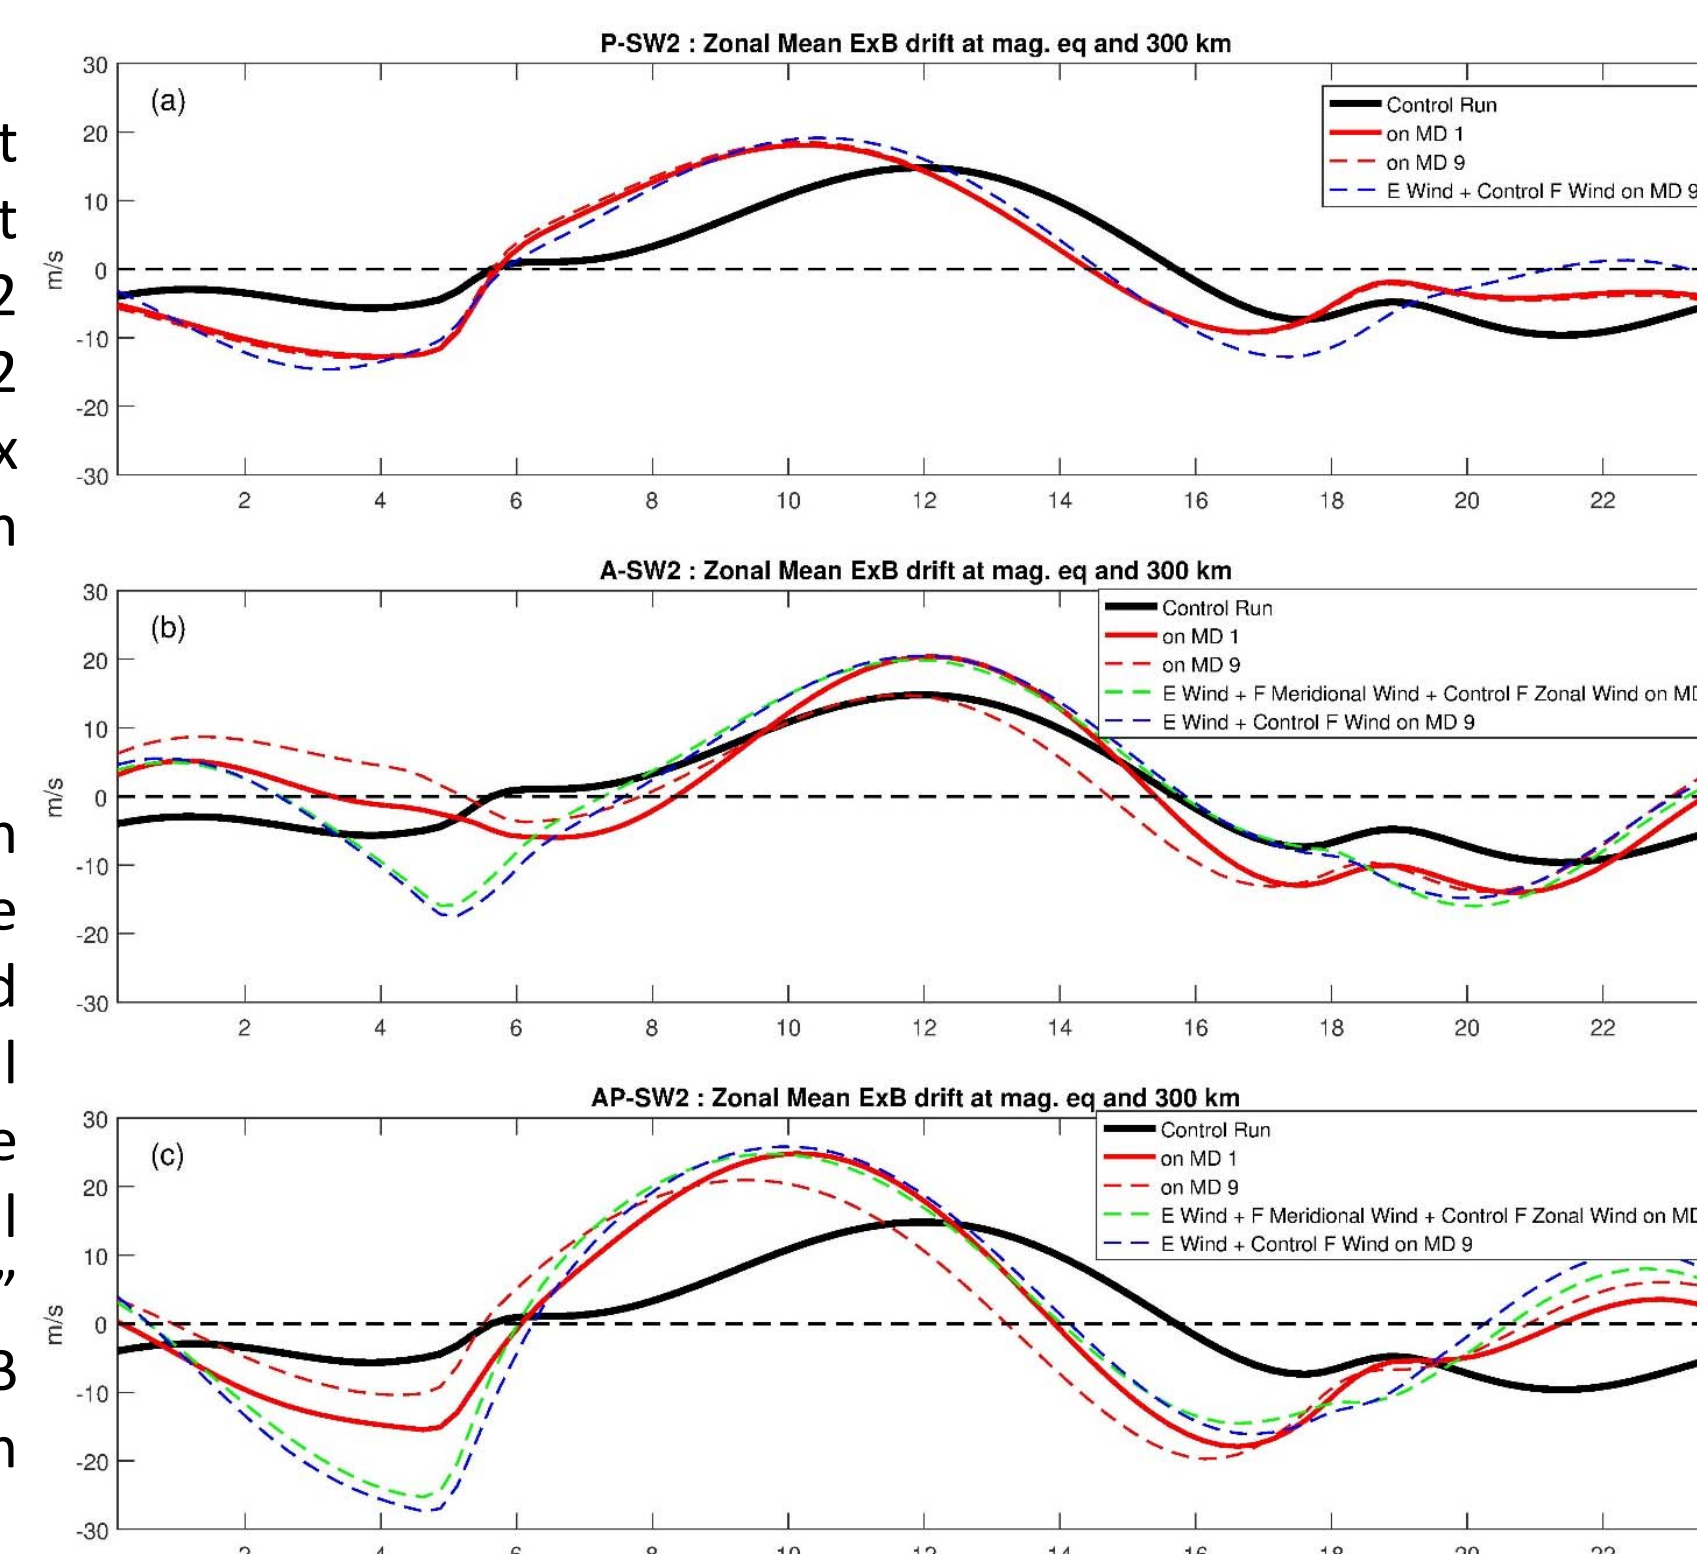 t
t
2
2
x
n
n
e
d
l
e
l
”
B
n
P-SW2 : Zonal Mean ExB drift at mag. eq and 300 km
(a)
Control Run
on MD 1
on MD 9
E Wind + Control F Wind on MD 9
m/s
30
20
10
0
-10
-20
-30
2 4 6 8 10 12 14 16 18 20 22
A-SW2 : Zonal Mean ExB drift at mag. eq and 300 km
(b)
Control Run
on MD 1
on MD 9
E Wind + F Meridional Wind + Control F Zonal Wind on MD
E Wind + Control F Wind on MD 9
m/s
30
20
10
0
-10
-20
-30
2 4 6 8 10 12 14 16 18 20 22
AP-SW2 : Zonal Mean ExB drift at mag. eq and 300 km
(c)
Control Run
on MD 1
on MD 9
E Wind + F Meridional Wind + Control F Zonal Wind on MD
E Wind + Control F Wind on MD 9
m/s
30
20
10
0
-10
-20
-30